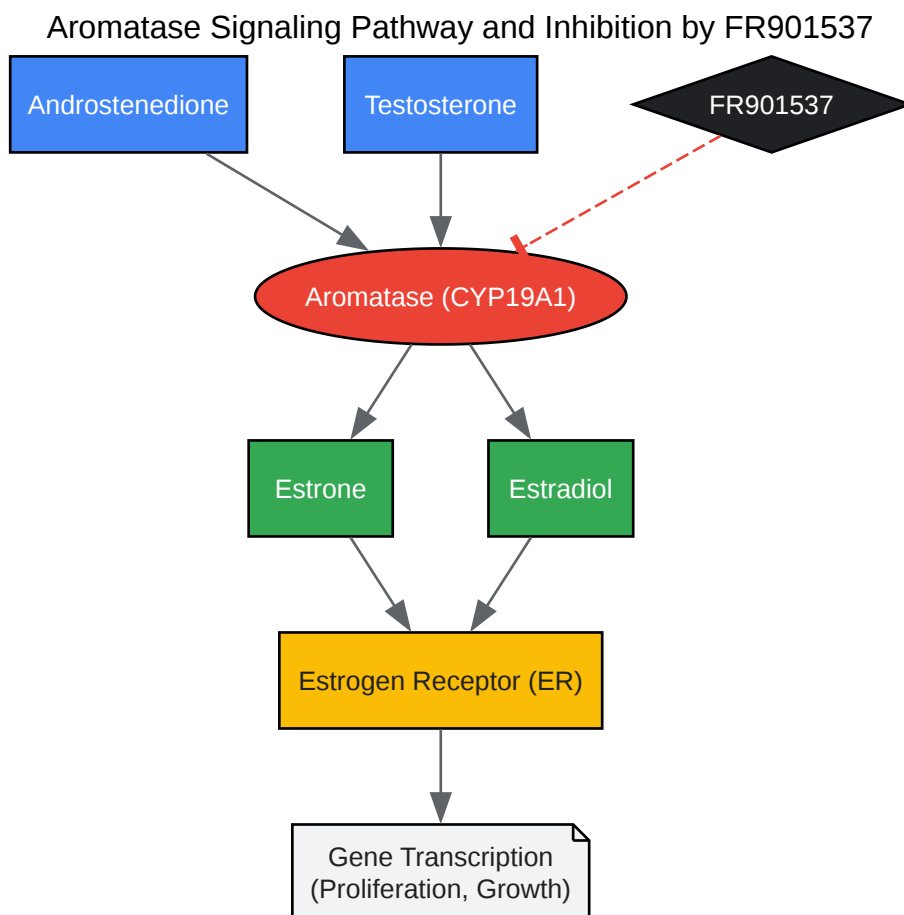 Aromatase Signaling Pathway and Inhibition by FR901537
Androstenedione
Testosterone
FR901537
Aromatase (CYP19A1)
Estrone
Estradiol
Estrogen Receptor (ER)
Gene Transcription
(Proliferation, Growth)